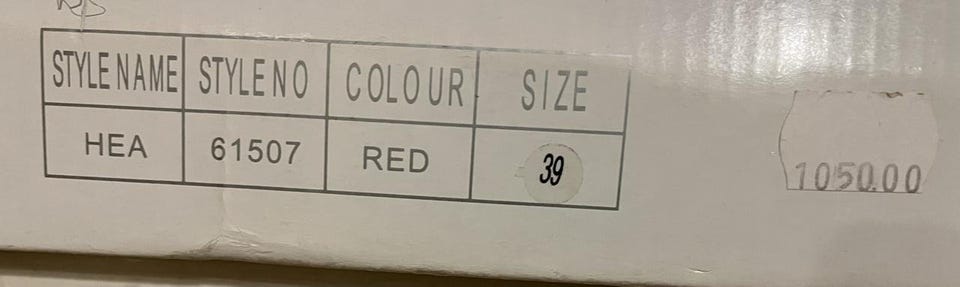 STYLE NAME STYLE NO COLOUR SIZE
HEA 61507 RED 39
1050.00